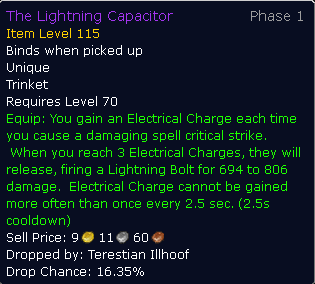 The Lightning Capacitor Phase 1
Item Level 115
Binds when picked up
Unique
Trinket
Requires Level 70
Equip: You gain an Electrical Charge each time
you cause a damaging spell critical strike.
When you reach 3 Electrical Charges, they will
release, firing a Lightning Bolt for 694 to 806
damage. Electrical Charge cannot be gained
more often than once every 2.5 sec. (2.5s
cooldown)
Sell Price: 9 11 60
Dropped by: Terestian Illhoof
Drop Chance: 16.35%